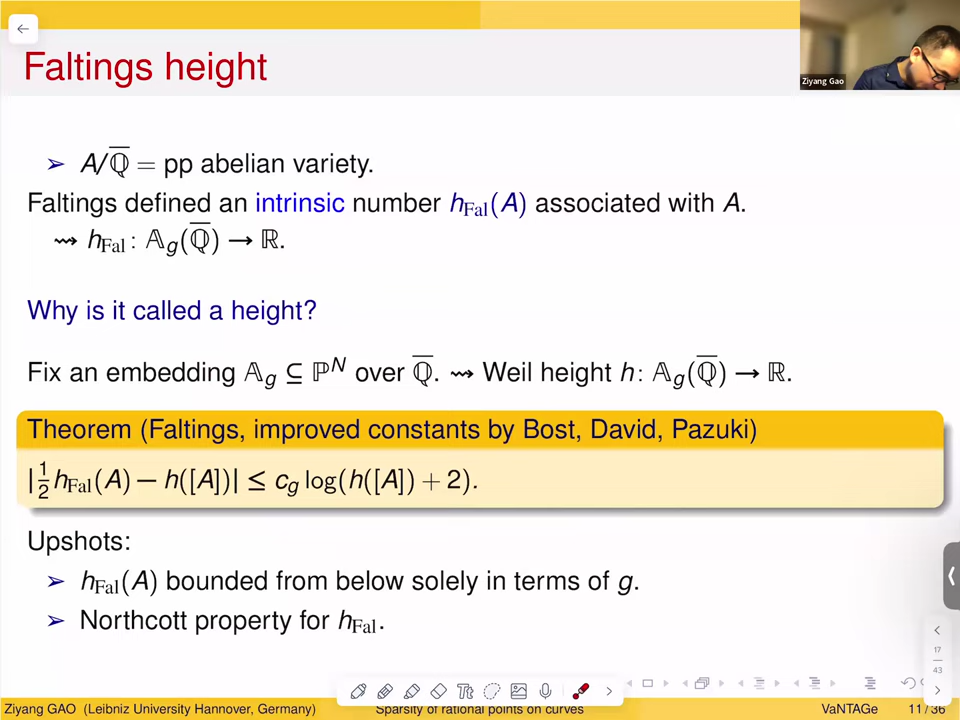 Faltings height
Ziyang Gao
➢ A/ℚ̅ = pp abelian variety.
Faltings defined an intrinsic number h_Fal(A) associated with A.
⇝ h_Fal : 𝔸_g(ℚ̅) → ℝ.
Why is it called a height?
Fix an embedding 𝔸_g ⊆ ℙ^N over ℚ̅. ⇝ Weil height h: 𝔸_g(ℚ̅) → ℝ.
Theorem (Faltings, improved constants by Bost, David, Pazuki)
|½h_Fal(A) − h([A])| ≤ c_g log(h([A]) + 2).
Upshots:
➢ h_Fal(A) bounded from below solely in terms of g.
➢ Northcott property for h_Fal.
17
43
Tt
Ziyang GAO (Leibniz University Hannover, Germany) Sparsity of rational points on curves VaNTAGe 11 / 36